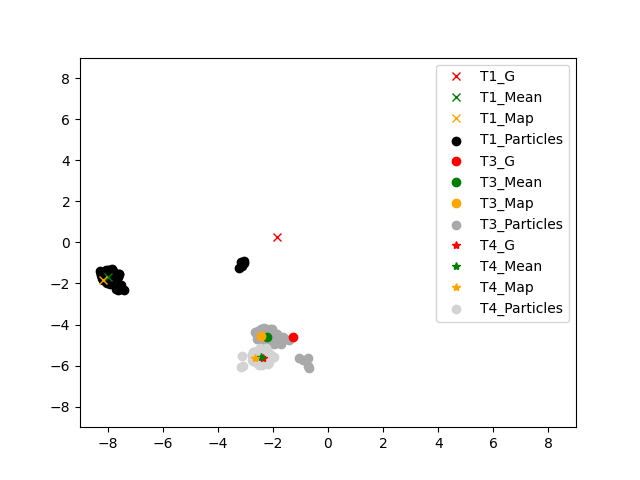 8
6
4
2
0
−2
−4
−6
−8
−8 −6 −4 −2 0 2 4 6 8
T1_G
T1_Mean
T1_Map
T1_Particles
T3_G
T3_Mean
T3_Map
T3_Particles
T4_G
T4_Mean
T4_Map
T4_Particles